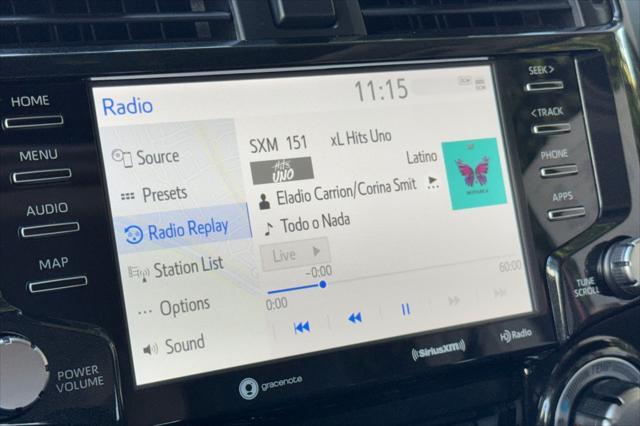 HOME
MENU
AUDIO
MAP
POWER
VOLUME
Radio
11:15
Source
Presets
Radio Replay
Station List
Options
Sound
SXM 151 xL Hits Uno
Hits
UNO
Latino
Eladio Carrion/Corina Smit
Todo o Nada
Live
-0:00
0:00
60:00
SEEK >
< TRACK
PHONE
APPS
TUNE
SCROLL
gracenote
SiriusXM
HD Radio